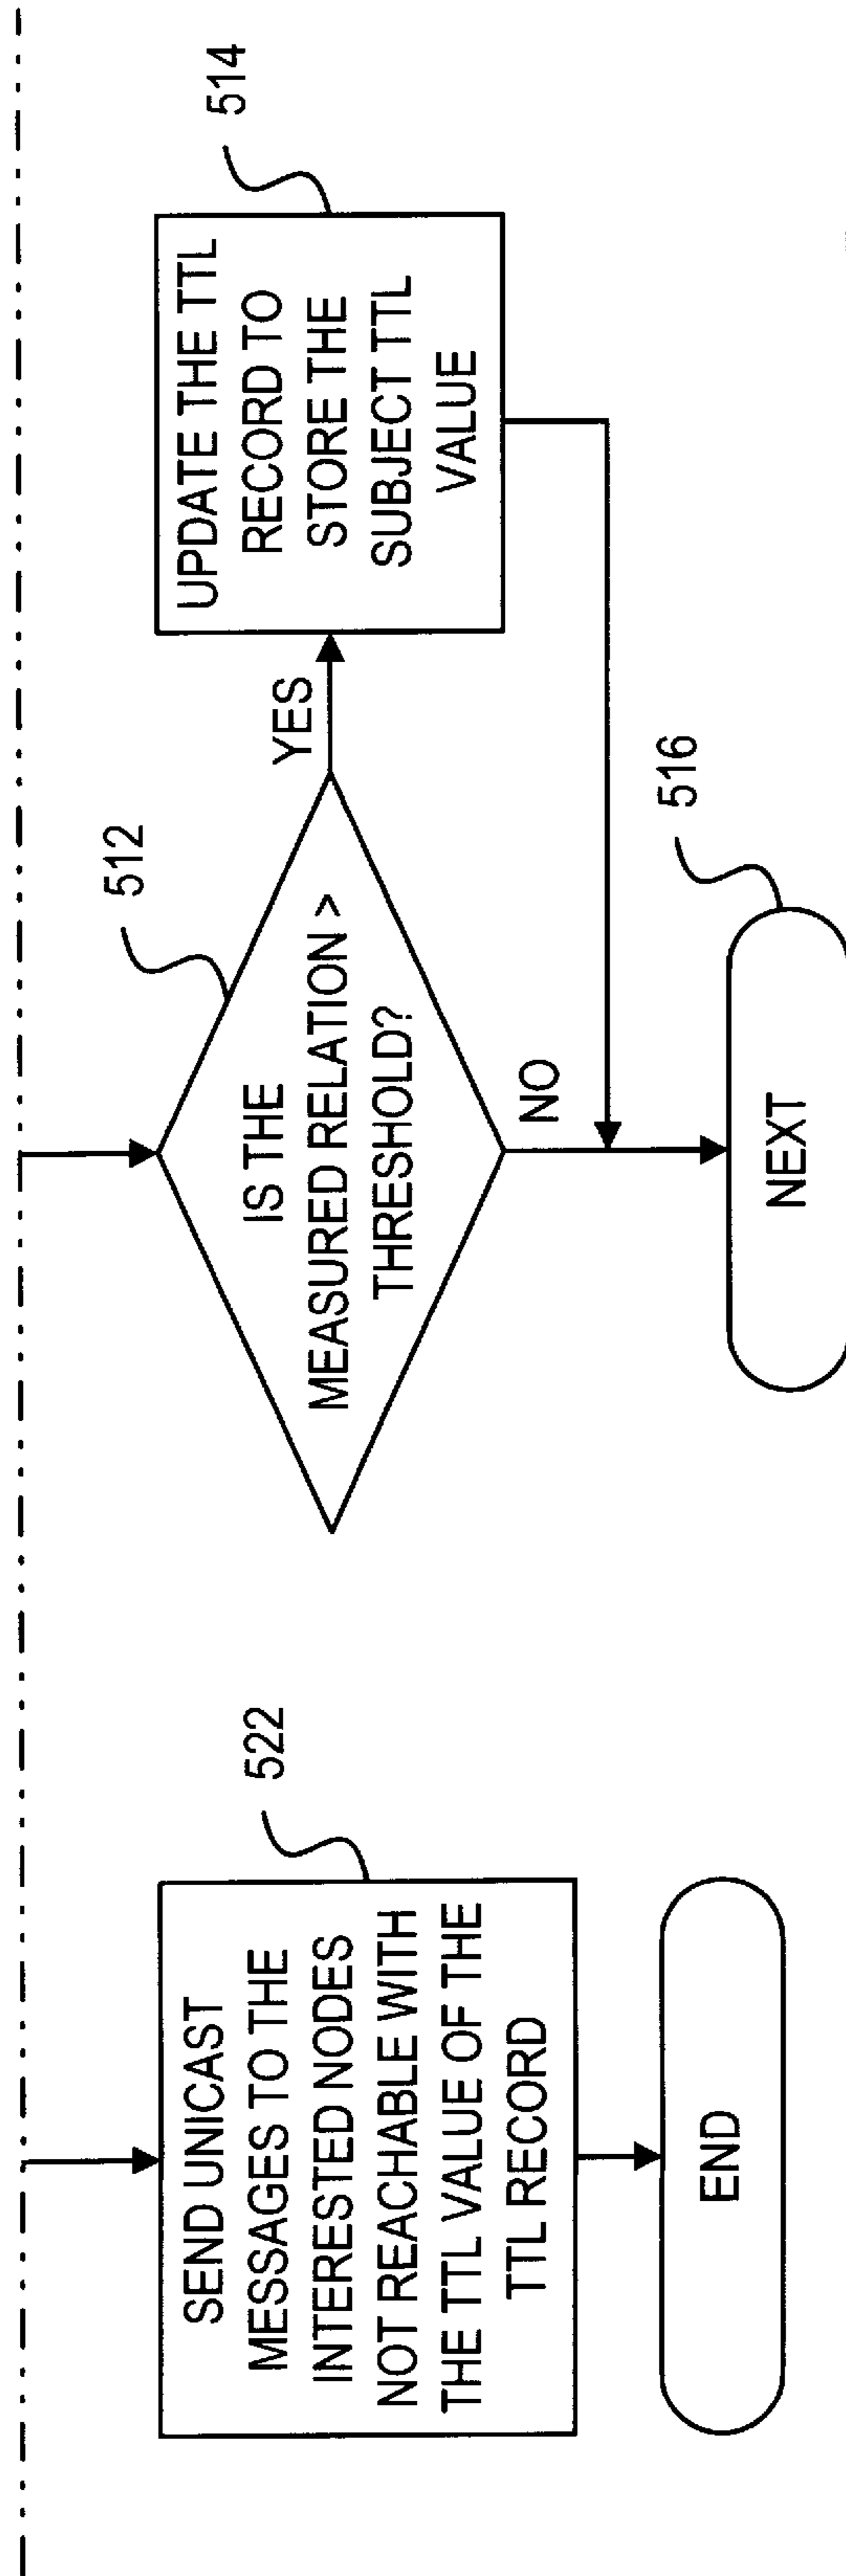 SEND UNICAST
MESSAGES TO THE
INTERESTED NODES
NOT REACHABLE WITH
THE TTL VALUE OF THE
TTL RECORD
522
END
IS THE
MEASURED RELATION >
THRESHOLD?
512
YES
NO
UPDATE THE TTL
RECORD TO
STORE THE
SUBJECT TTL
VALUE
514
NEXT
516